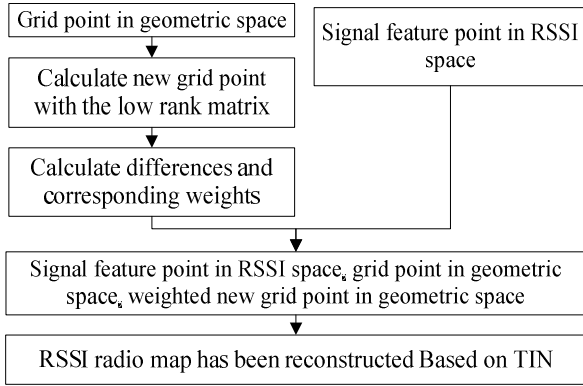 Grid point in geometric space
Calculate new grid point
with the low rank matrix
Calculate differences and
corresponding weights
Signal feature point in RSSI
space
Signal feature point in RSSI space、grid point in geometric
space、weighted new grid point in geometric space
RSSI radio map has been reconstructed Based on TIN